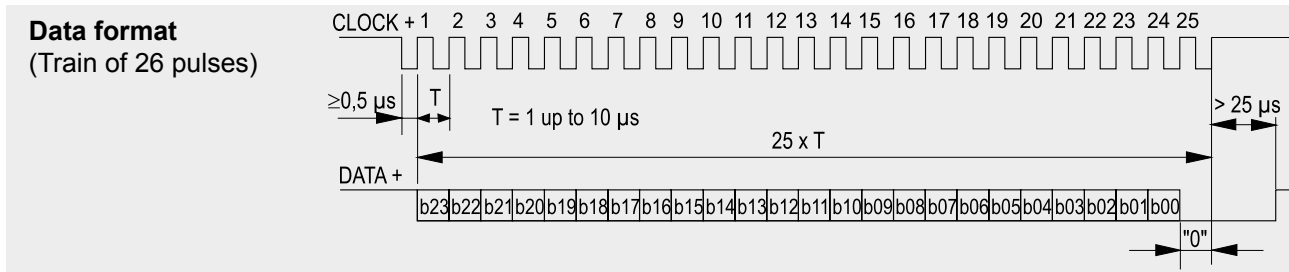 Data format
(Train of 26 pulses)
CLOCK + 1 2 3 4 5 6 7 8 9 10 11 12 13 14 15 16 17 18 19 20 21 22 23 24 25
≥0,5 µs T T = 1 up to 10 µs > 25 µs
25 x T
DATA +
b23 b22 b21 b20 b19 b18 b17 b16 b15 b14 b13 b12 b11 b10 b09 b08 b07 b06 b05 b04 b03 b02 b01 b00
"0"